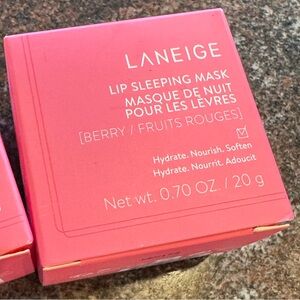 LANEIGE
LIP SLEEPING MASK
MASQUE DE NUIT
POUR LES LÈVRES
[BERRY / FRUITS ROUGES]
Hydrate. Nourish. Soften
Hydrate. Nourrit. Adoucit
Net wt. 0.70 OZ. / 20 g